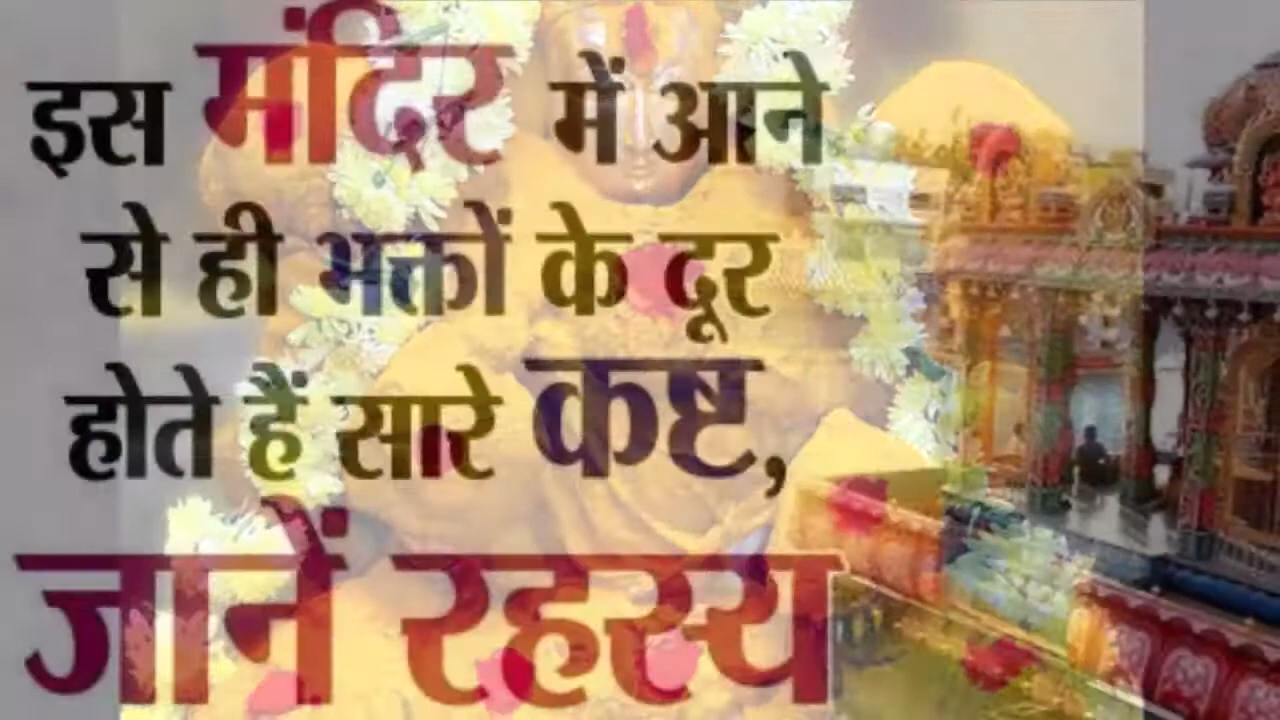 इस मंदिर में आने
से ही भक्तों के दूर
होते हैं सारे कष्ट,
जानें रहस्य